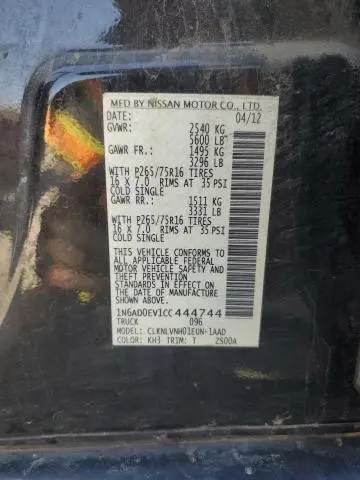 MFD BY NISSAN MOTOR CO., LTD.
DATE: 04/12
GVWR: 2540 KG
5600 LB
GAWR FR.: 1495 KG
3296 LB
WITH P265/75R16 TIRES
16 X 7.0 RIMS AT 35 PSI
COLD SINGLE
GAWR RR.: 1511 KG
3331 LB
WITH P265/75R16 TIRES
16 X 7.0 RIMS AT 35 PSI
COLD SINGLE
THIS VEHICLE CONFORMS TO
ALL APPLICABLE FEDERAL
MOTOR VEHICLE SAFETY AND
THEFT PREVENTION STANDARDS
IN EFFECT ON THE DATE OF
MANUFACTURE SHOWN ABOVE.
1N6AD0EV1CC444744
TRUCK 096
MODEL: CLKNLVNH01EUN-1AAD
COLOR: KH3 TRIM: T 2S00A